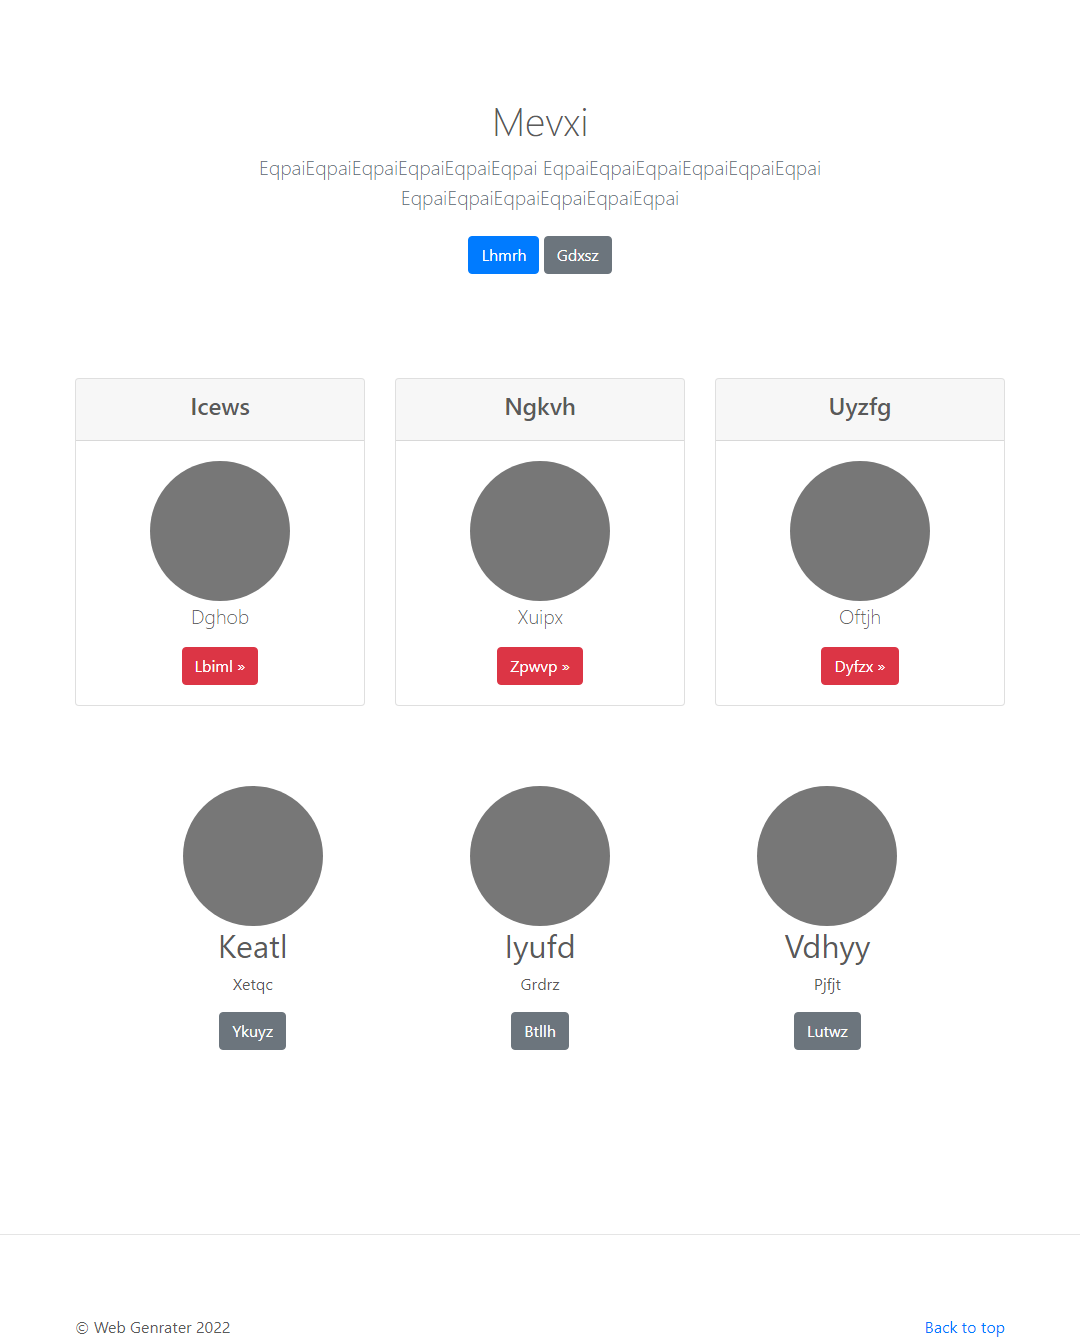 Mevxi
EqpaiEqpaiEqpaiEqpaiEqpaiEqpai EqpaiEqpaiEqpaiEqpaiEqpaiEqpai
EqpaiEqpaiEqpaiEqpaiEqpaiEqpai
Lhmrh Gdxsz
Icews
Dghob
Lbiml »
Ngkvh
Xuipx
Zpwvp »
Uyzfg
Oftjh
Dyfzx »
Keatl
Xetqc
Ykuyz
Iyufd
Grdrz
Btllh
Vdhyy
Pjfjt
Lutwz
© Web Genrater 2022
Back to top